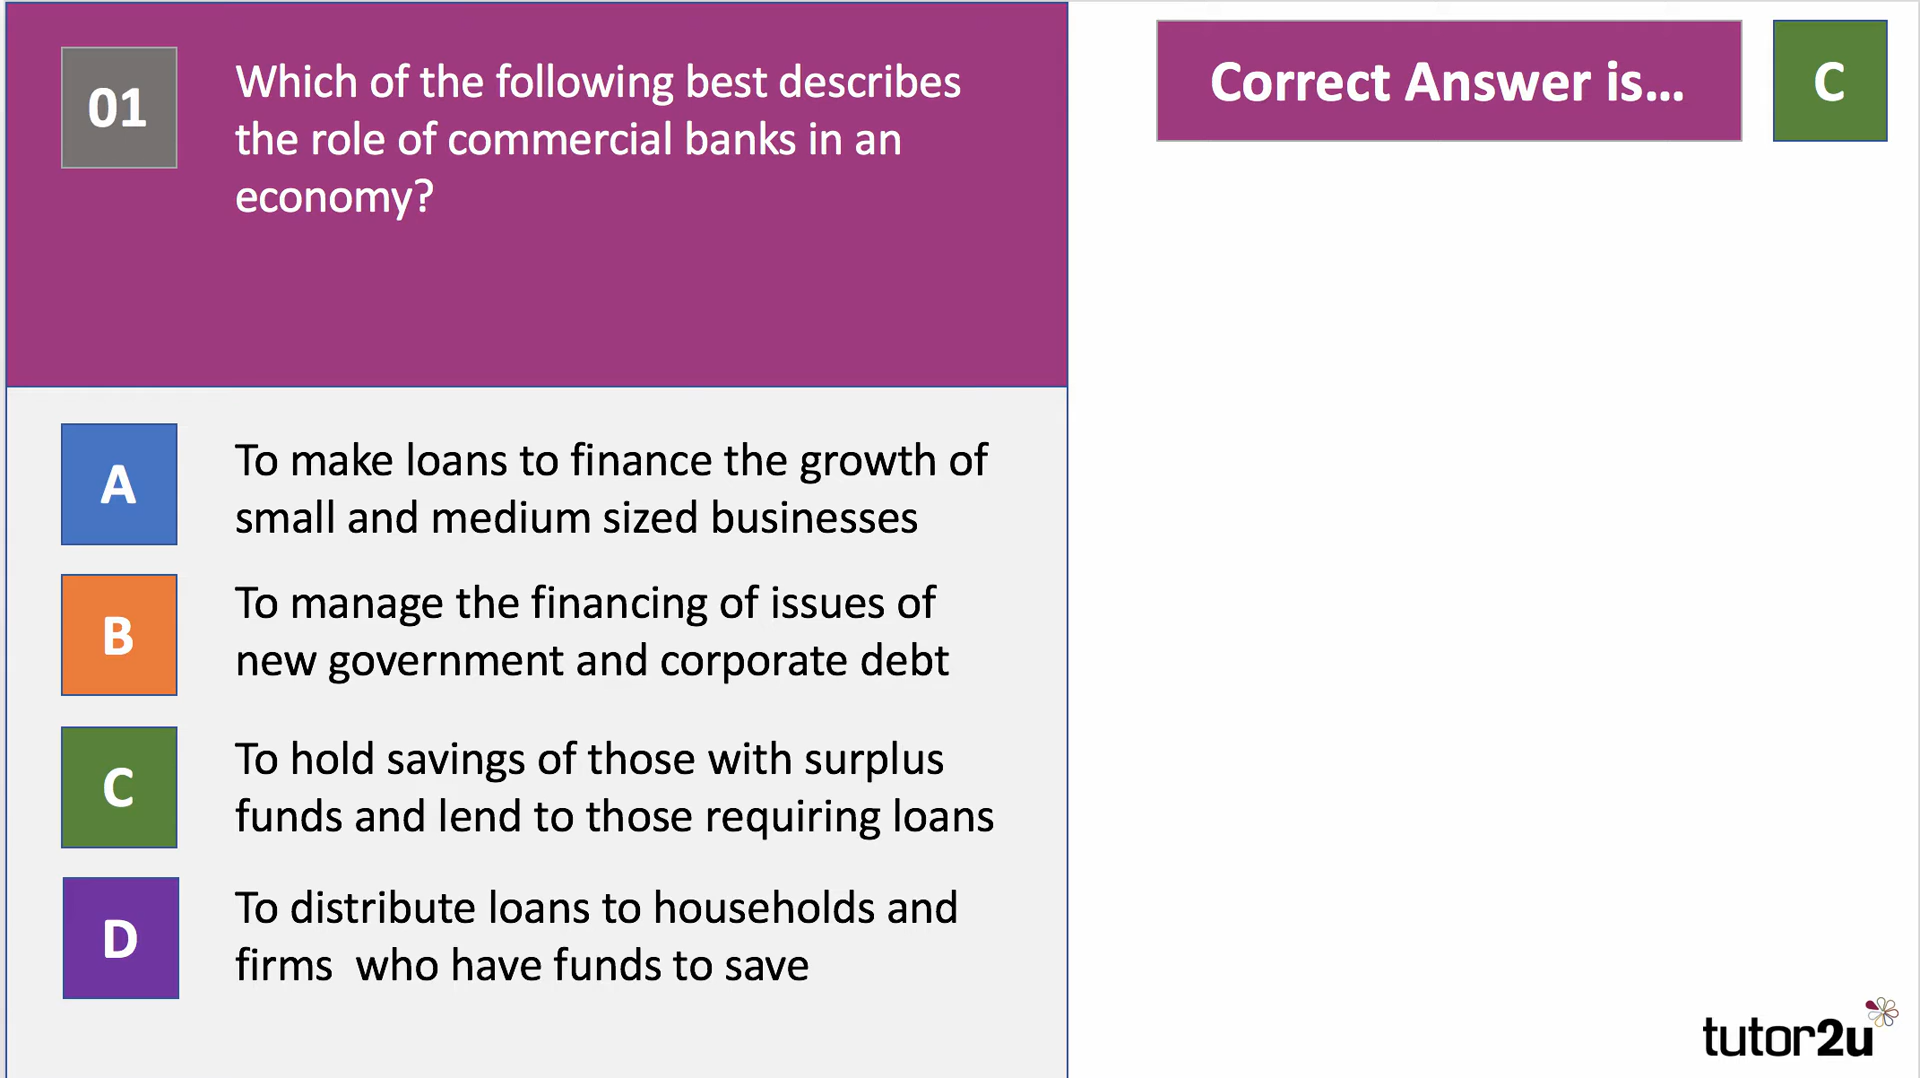 01
Which of the following best describes
the role of commercial banks in an
economy?
Correct Answer is...
C
A
To make loans to finance the growth of
small and medium sized businesses
B
To manage the financing of issues of
new government and corporate debt
C
To hold savings of those with surplus
funds and lend to those requiring loans
D
To distribute loans to households and
firms  who have funds to save
tutor2u